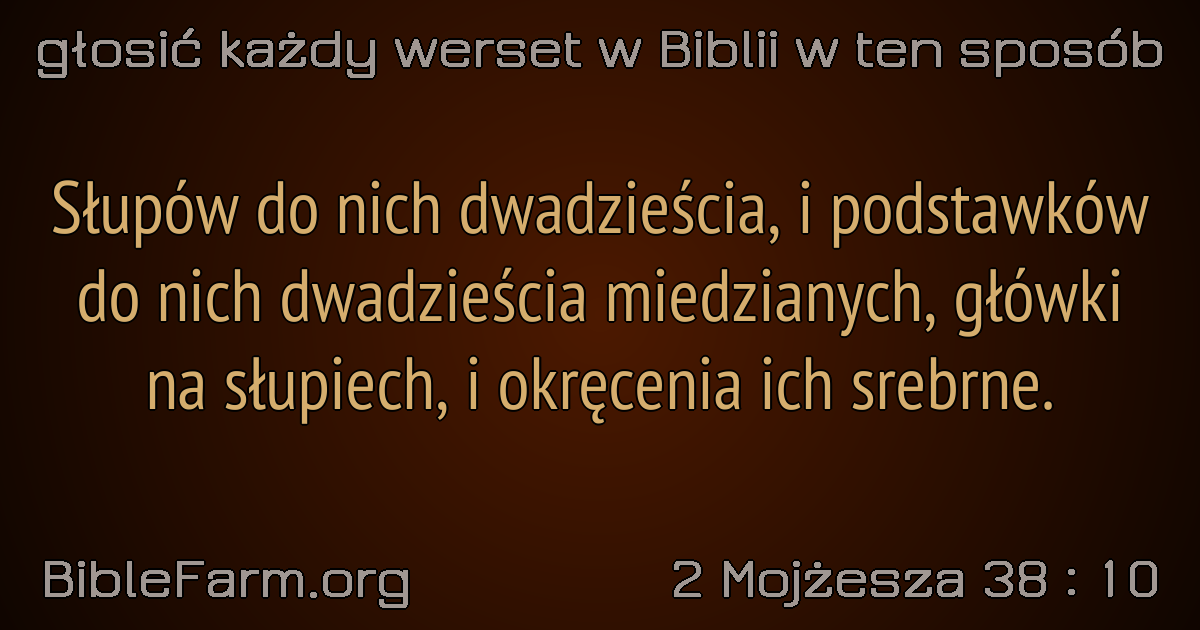 głosić każdy werset w Biblii w ten sposób
Słupów do nich dwadzieścia, i podstawków
do nich dwadzieścia miedzianych, główki
na słupiech, i okręcenia ich srebrne.
BibleFarm.org
2 Mojżesza 38 : 10